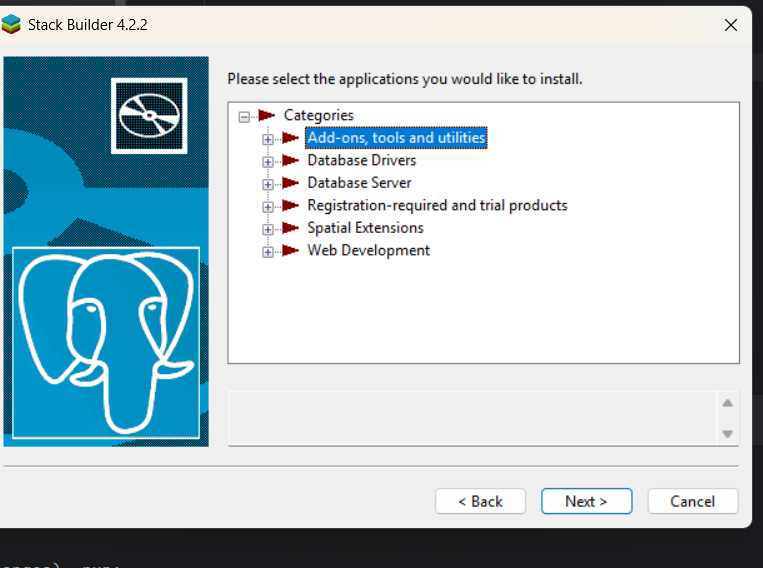 Stack Builder 4.2.2
Please select the applications you would like to install.
Categories
Add-ons, tools and utilities
Database Drivers
Database Server
Registration-required and trial products
Spatial Extensions
Web Development
< Back
Next >
Cancel